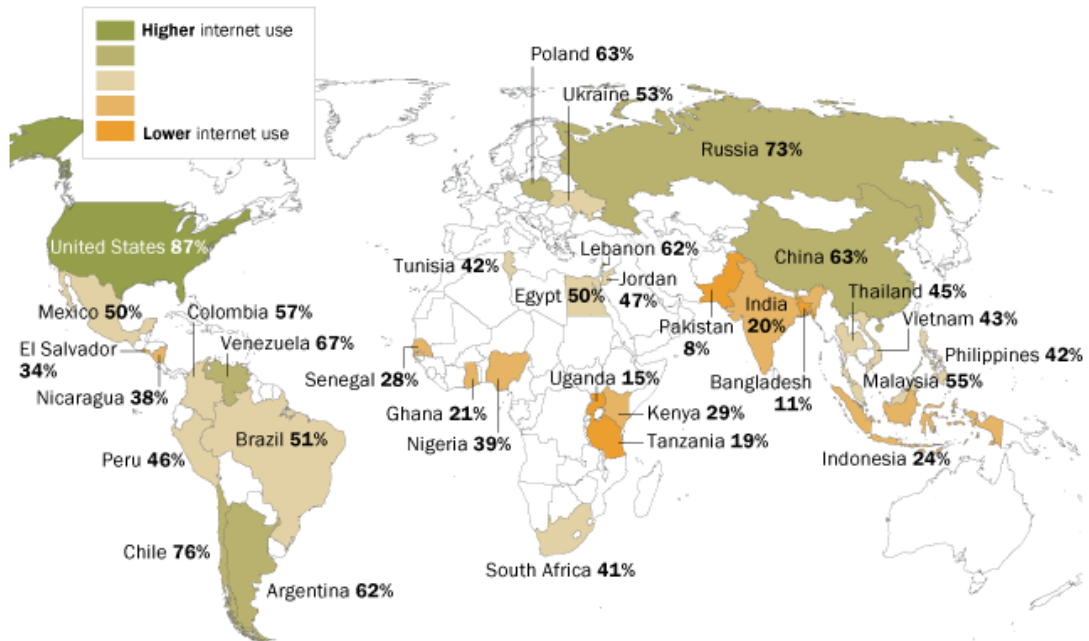 Higher internet use
Lower internet use
Poland 63%
Ukraine 53%
Russia 73%
United States 87%
Lebanon 62%
China 63%
Tunisia 42%
Jordan
47%
Egypt 50%
Thailand 45%
Mexico 50%
Colombia 57%
India
20%
Vietnam 43%
Pakistan
8%
Venezuela 67%
El Salvador
34%
Philippines 42%
Senegal 28%
Uganda 15%
Bangladesh
11%
Malaysia 55%
Nicaragua 38%
Ghana 21%
Kenya 29%
Brazil 51%
Nigeria 39%
Tanzania 19%
Peru 46%
Indonesia 24%
Chile 76%
South Africa 41%
Argentina 62%